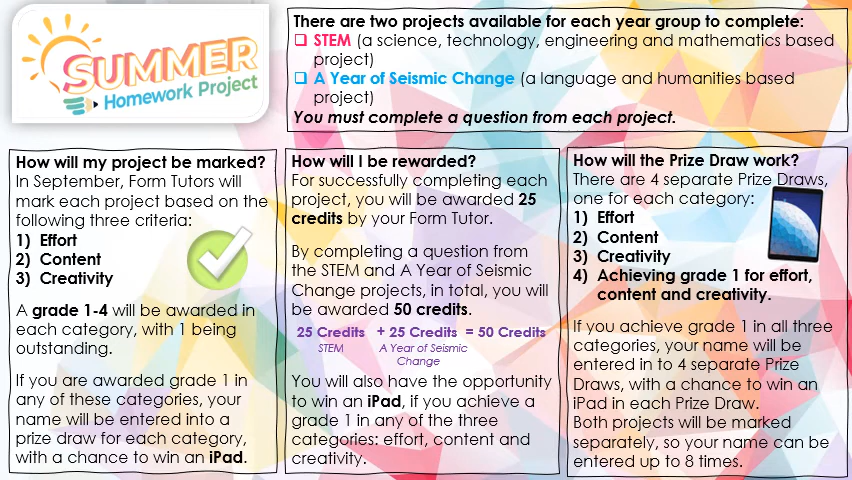 SUMMER
Homework Project
There are two projects available for each year group to complete:
❑ STEM (a science, technology, engineering and mathematics based
project)
❑ A Year of Seismic Change (a language and humanities based
project)
You must complete a question from each project.
How will my project be marked?
In September, Form Tutors will
mark each project based on the
following three criteria:
1) Effort
2) Content
3) Creativity
A grade 1-4 will be awarded in
each category, with 1 being
outstanding.
If you are awarded grade 1 in
any of these categories, your
name will be entered into a
prize draw for each category,
with a chance to win an iPad.
How will I be rewarded?
For successfully completing each
project, you will be awarded 25
credits by your Form Tutor.
By completing a question from
the STEM and A Year of Seismic
Change projects, in total, you will
be awarded 50 credits.
25 Credits + 25 Credits = 50 Credits
STEM A Year of Seismic
Change
You will also have the opportunity
to win an iPad, if you achieve a
grade 1 in any of the three
categories: effort, content and
creativity.
How will the Prize Draw work?
There are 4 separate Prize Draws,
one for each category:
1) Effort
2) Content
3) Creativity
4) Achieving grade 1 for effort,
content and creativity.
If you achieve grade 1 in all three
categories, your name will be
entered in to 4 separate Prize
Draws, with a chance to win an
iPad in each Prize Draw.
Both projects will be marked
separately, so your name can be
entered up to 8 times.